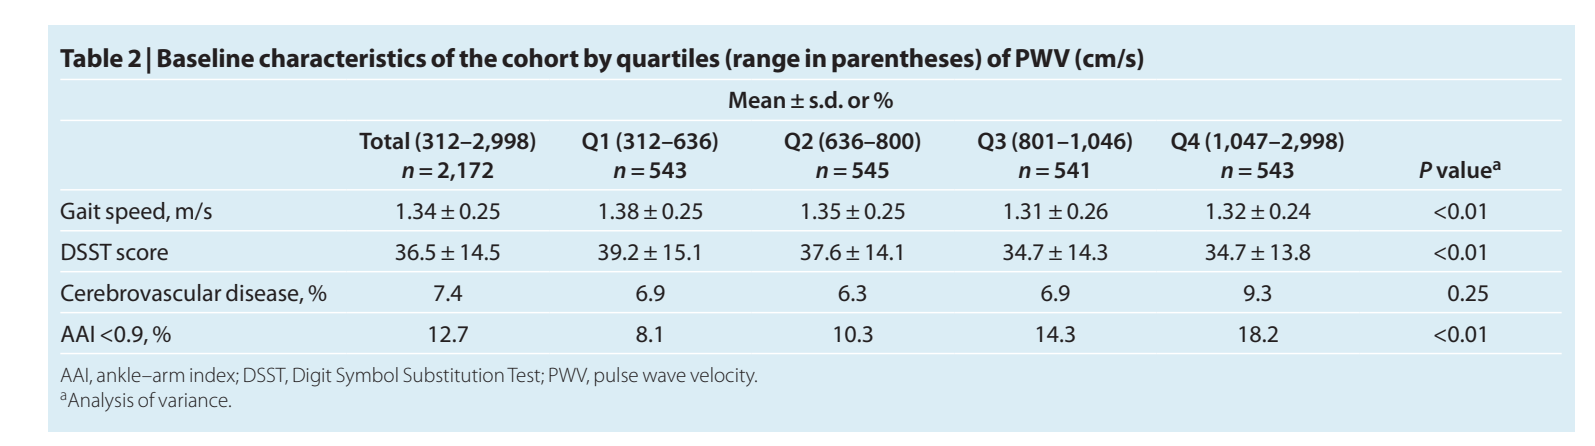 Table 2 | Baseline characteristics of the cohort by quartiles (range in parentheses) of PWV (cm/s)
Mean ± s.d. or %
Total (312–2,998) Q1 (312–636) Q2 (636–800) Q3 (801–1,046) Q4 (1,047–2,998)
n = 2,172 n = 543 n = 545 n = 541 n = 543 P valueᵃ
Gait speed, m/s 1.34 ± 0.25 1.38 ± 0.25 1.35 ± 0.25 1.31 ± 0.26 1.32 ± 0.24 <0.01
DSST score 36.5 ± 14.5 39.2 ± 15.1 37.6 ± 14.1 34.7 ± 14.3 34.7 ± 13.8 <0.01
Cerebrovascular disease, % 7.4 6.9 6.3 6.9 9.3 0.25
AAI <0.9, % 12.7 8.1 10.3 14.3 18.2 <0.01
AAI, ankle–arm index; DSST, Digit Symbol Substitution Test; PWV, pulse wave velocity.
ᵃAnalysis of variance.